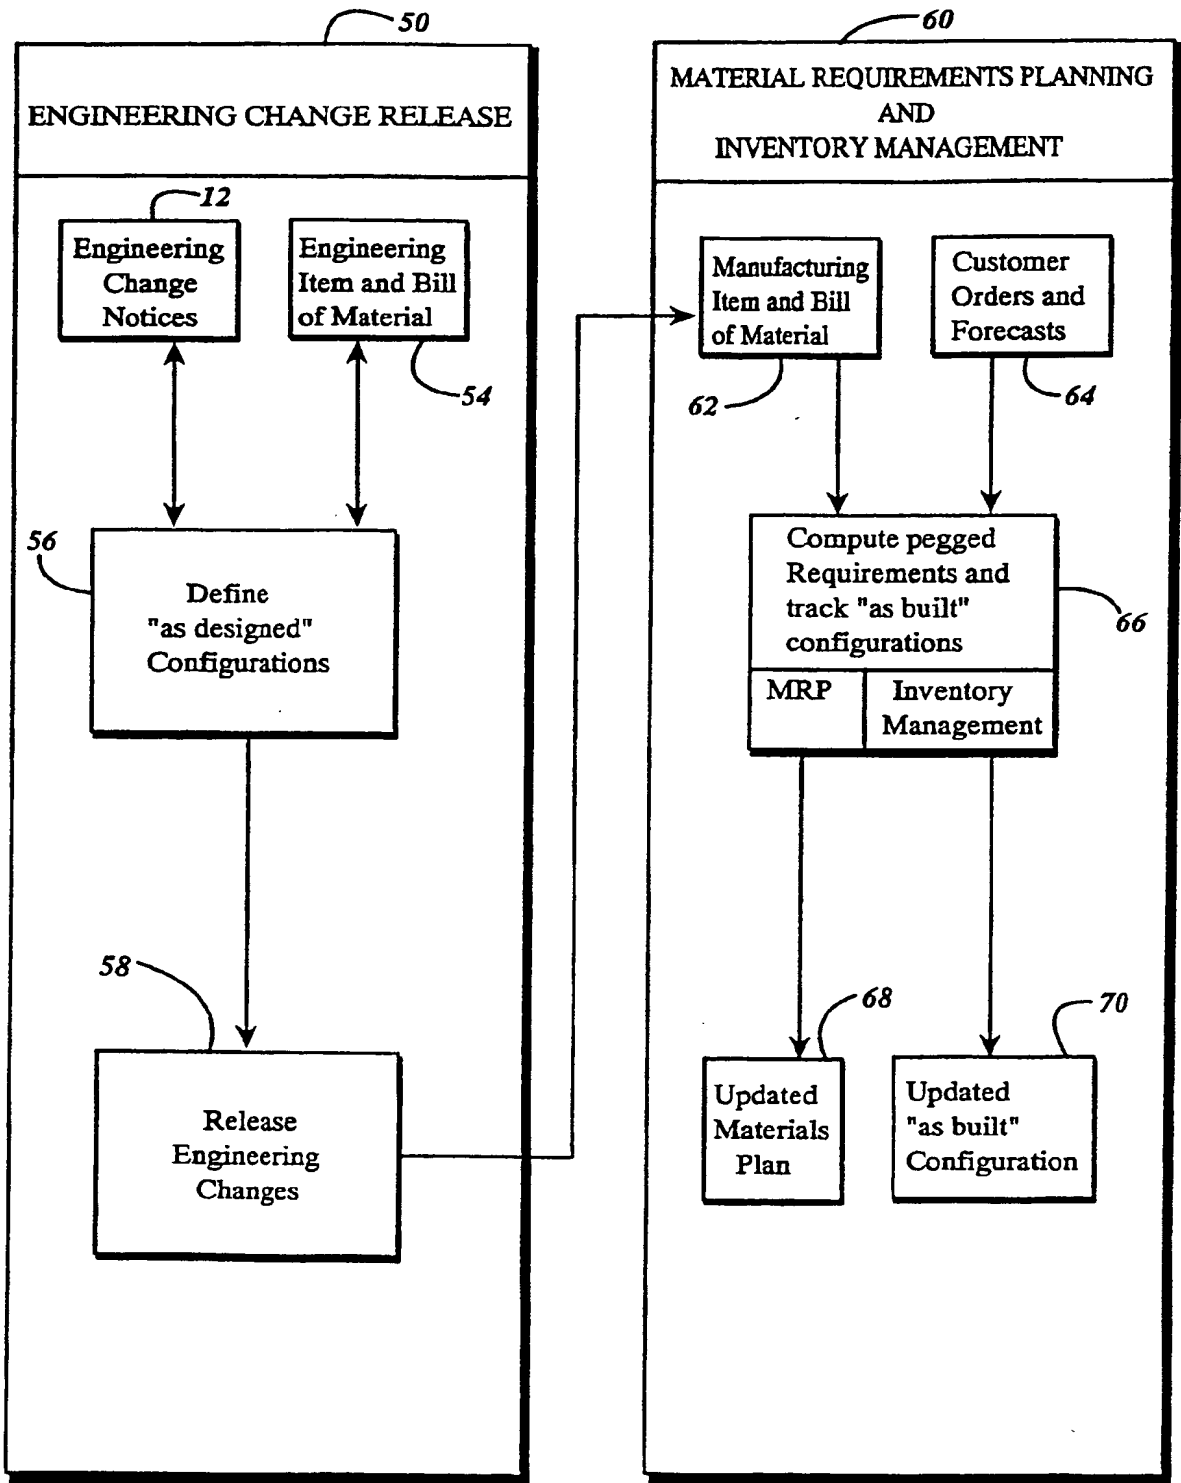 50
ENGINEERING CHANGE RELEASE
12
Engineering
Change
Notices
Engineering
Item and Bill
of Material
54
56
Define
"as designed"
Configurations
58
Release
Engineering
Changes
60
MATERIAL REQUIREMENTS PLANNING
AND
INVENTORY MANAGEMENT
Manufacturing
Item and Bill
of Material
62
Customer
Orders and
Forecasts
64
Compute pegged
Requirements and
track "as built"
configurations
66
MRP
Inventory
Management
68
Updated
Materials
Plan
70
Updated
"as built"
Configuration